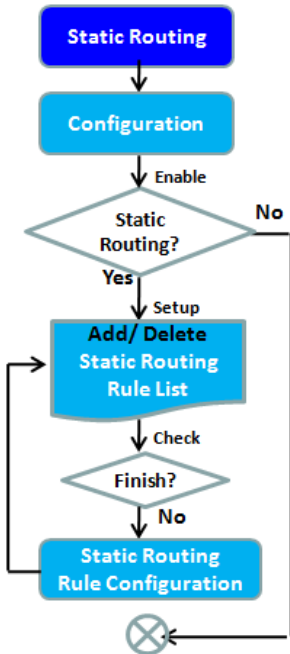 Static Routing
Configuration
Enable
Static
Routing?
No
Yes
Setup
Add/ Delete
Static Routing
Rule List
Check
Finish?
No
Static Routing
Rule Configuration